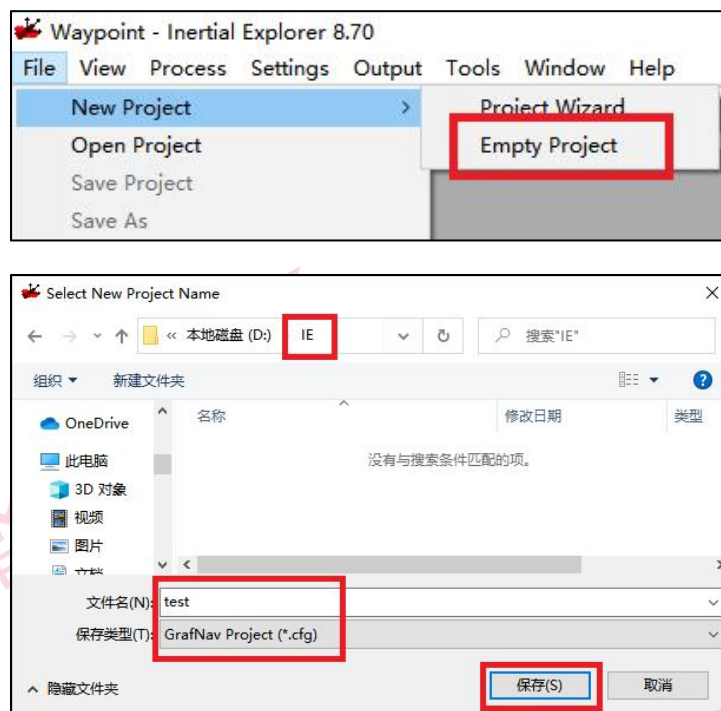 Waypoint - Inertial Explorer 8.70
File View Process Settings Output Tools Window Help
New Project > Project Wizard
Open Project Empty Project
Save Project
Save As
Select New Project Name
« 本地磁盘 (D:) IE 搜索"IE"
组织 新建文件夹
名称 修改日期 类型
OneDrive
没有与搜索条件匹配的项。
此电脑
3D 对象
视频
图片
文档
文件名(N): test
保存类型(T): GrafNav Project (*.cfg)
隐藏文件夹 保存(S) 取消